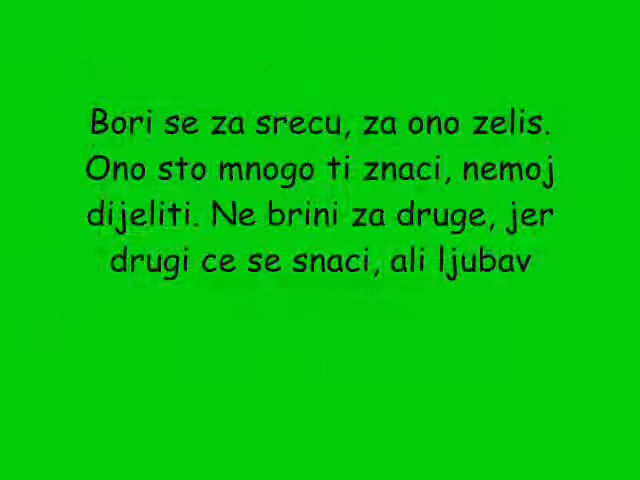 Bori se za srecu, za ono zelis.
Ono sto mnogo ti znaci, nemoj
dijeliti. Ne brini za druge, jer
drugi ce se snaci, ali ljubav